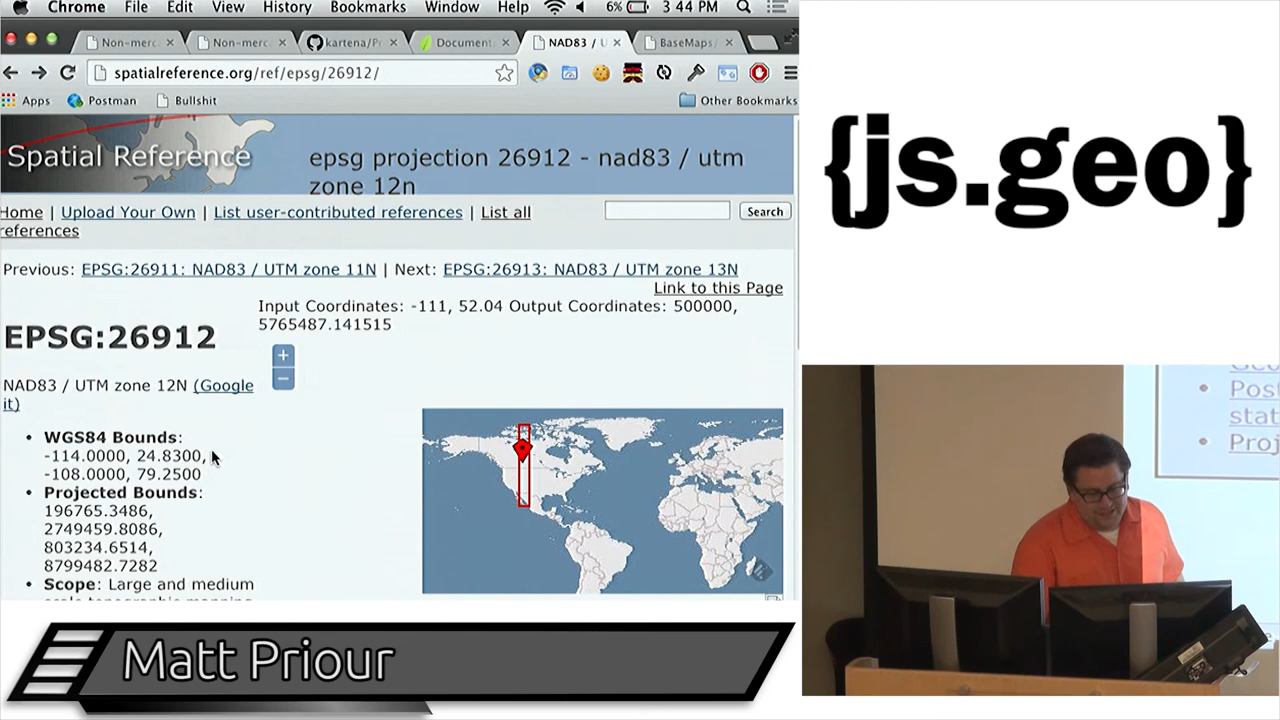 Chrome File Edit View History Bookmarks Window Help 6% 3:44 PM
Non-merc Non-merc kartena/Pr Document NAD83 / U BaseMaps/
spatialreference.org/ref/epsg/26912/
Apps Postman Bullshit Other Bookmarks
Spatial Reference
epsg projection 26912 - nad83 / utm
zone 12n
Home | Upload Your Own | List user-contributed references | List all
references
Search
Previous: EPSG:26911: NAD83 / UTM zone 11N | Next: EPSG:26913: NAD83 / UTM zone 13N
Link to this Page
Input Coordinates: -111, 52.04 Output Coordinates: 500000,
5765487.141515
EPSG:26912
+
−
NAD83 / UTM zone 12N (Google
it)
• WGS84 Bounds:
-114.0000, 24.8300,
-108.0000, 79.2500
• Projected Bounds:
196765.3486,
2749459.8086,
803234.6514,
8799482.7282
• Scope: Large and medium
{js.geo}
• Post
stat
• Proj
Matt Priour